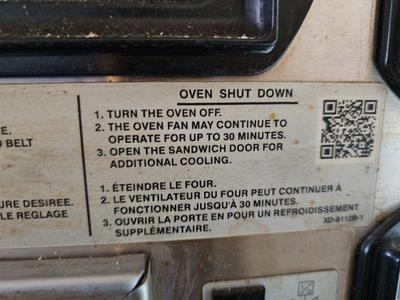 OVEN SHUT DOWN
1. TURN THE OVEN OFF.
2. THE OVEN FAN MAY CONTINUE TO
OPERATE FOR UP TO 30 MINUTES.
3. OPEN THE SANDWICH DOOR FOR
ADDITIONAL COOLING.
1. ÉTEINDRE LE FOUR.
2. LE VENTILATEUR DU FOUR PEUT CONTINUER À
FONCTIONNER JUSQU'À 30 MINUTES.
3. OUVRIR LA PORTE EN POUR UN REFROIDISSEMENT
SUPPLÉMENTAIRE.
XD-9112B-1
BELT
DESIREE.
LE REGLAGE